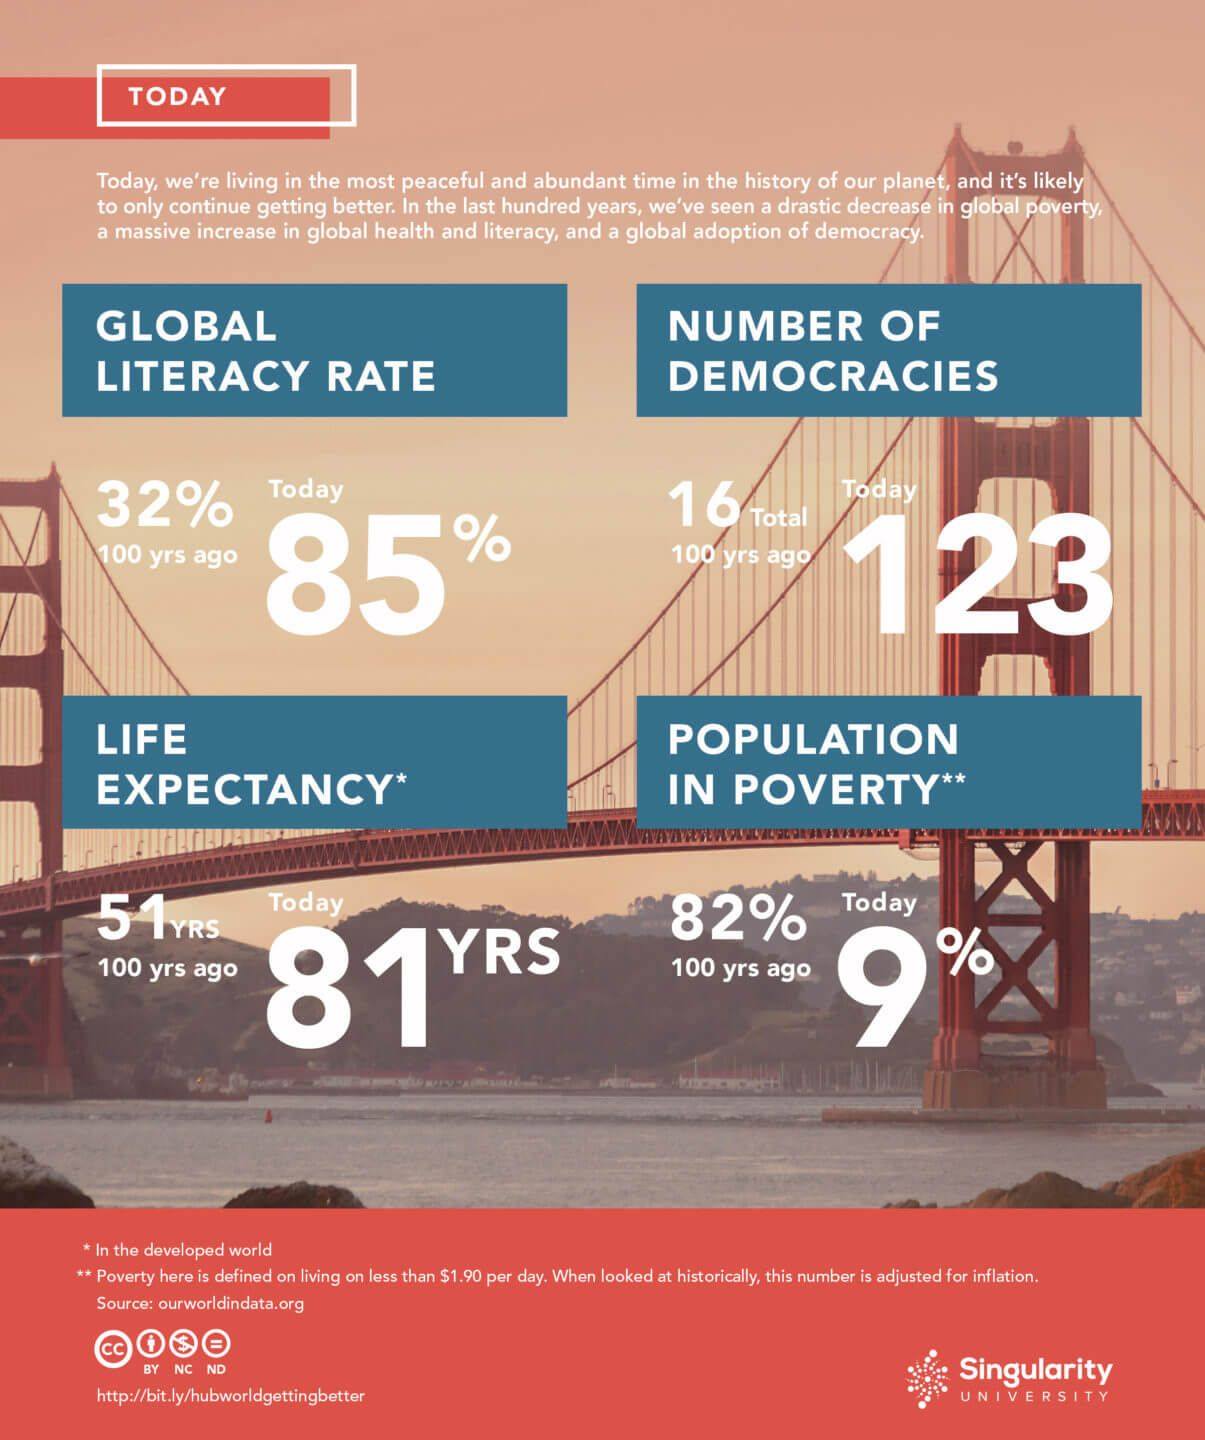 TODAY
Today, we're living in the most peaceful and abundant time in the history of our planet, and it's likely
to only continue getting better. In the last hundred years, we've seen a drastic decrease in global poverty,
a massive increase in global health and literacy, and a global adoption of democracy.
GLOBAL
LITERACY RATE
32%
100 yrs ago
Today
85%
NUMBER OF
DEMOCRACIES
16 Total
100 yrs ago
Today
123
LIFE
EXPECTANCY*
51YRS
100 yrs ago
Today
81YRS
POPULATION
IN POVERTY**
82%
100 yrs ago
Today
9%
* In the developed world
** Poverty here is defined on living on less than $1.90 per day. When looked at historically, this number is adjusted for inflation.
Source: ourworldindata.org
cc
BY NC ND
http://bit.ly/hubworldgettingbetter
Singularity
UNIVERSITY